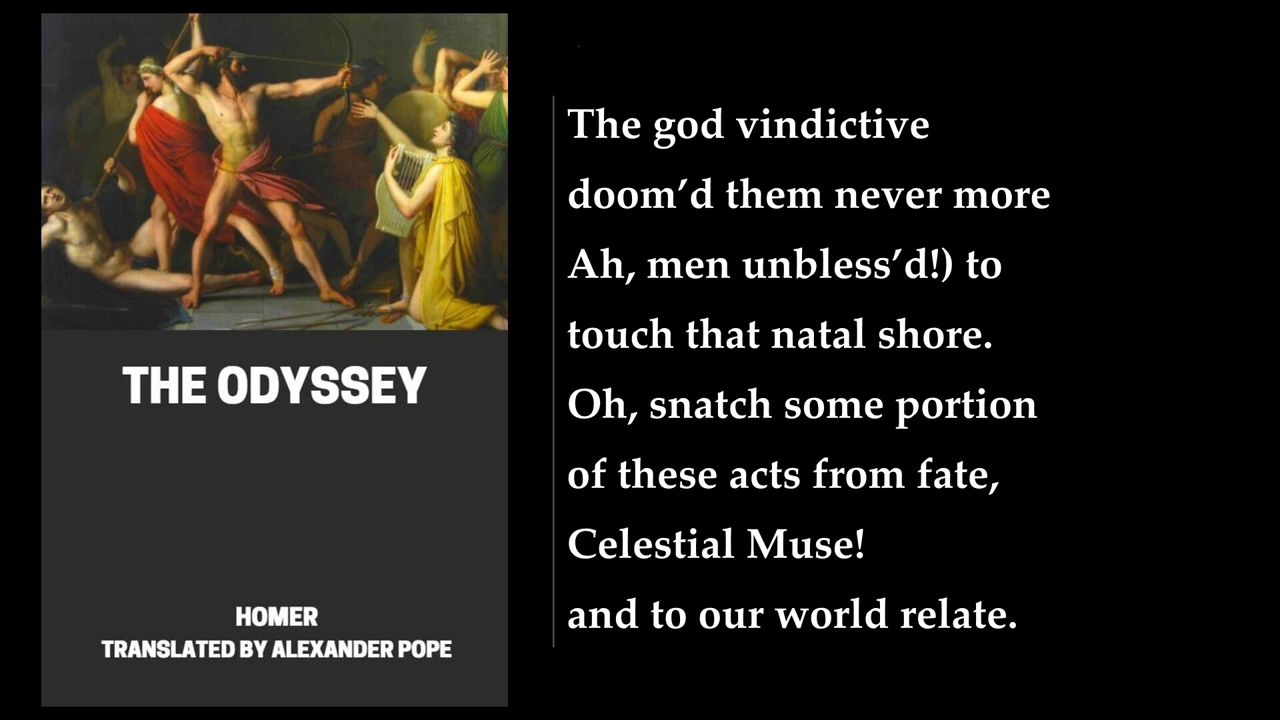 THE ODYSSEY
HOMER
TRANSLATED BY ALEXANDER POPE
The god vindictive
doom’d them never more
Ah, men unbless’d!) to
touch that natal shore.
Oh, snatch some portion
of these acts from fate,
Celestial Muse!
and to our world relate.